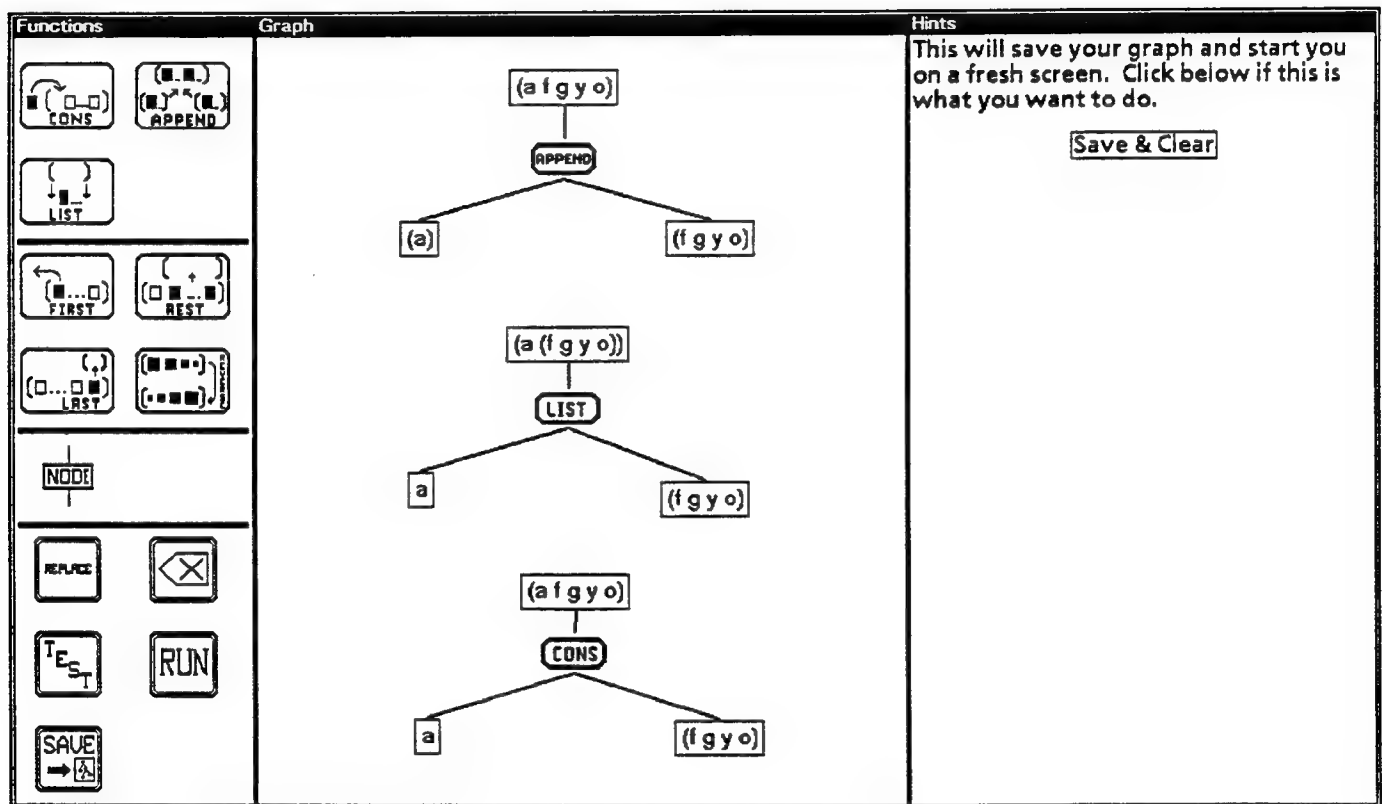 Functions
Graph
Hints
CONS
APPEND
LIST
FIRST
REST
LAST
NODE
REPLACE
TEST
RUN
SAVE
(a f g y o)
APPEND
(a)
(f g y o)
(a (f g y o))
LIST
a
(f g y o)
(a f g y o)
CONS
a
(f g y o)
This will save your graph and start you
on a fresh screen. Click below if this is
what you want to do.
Save & Clear